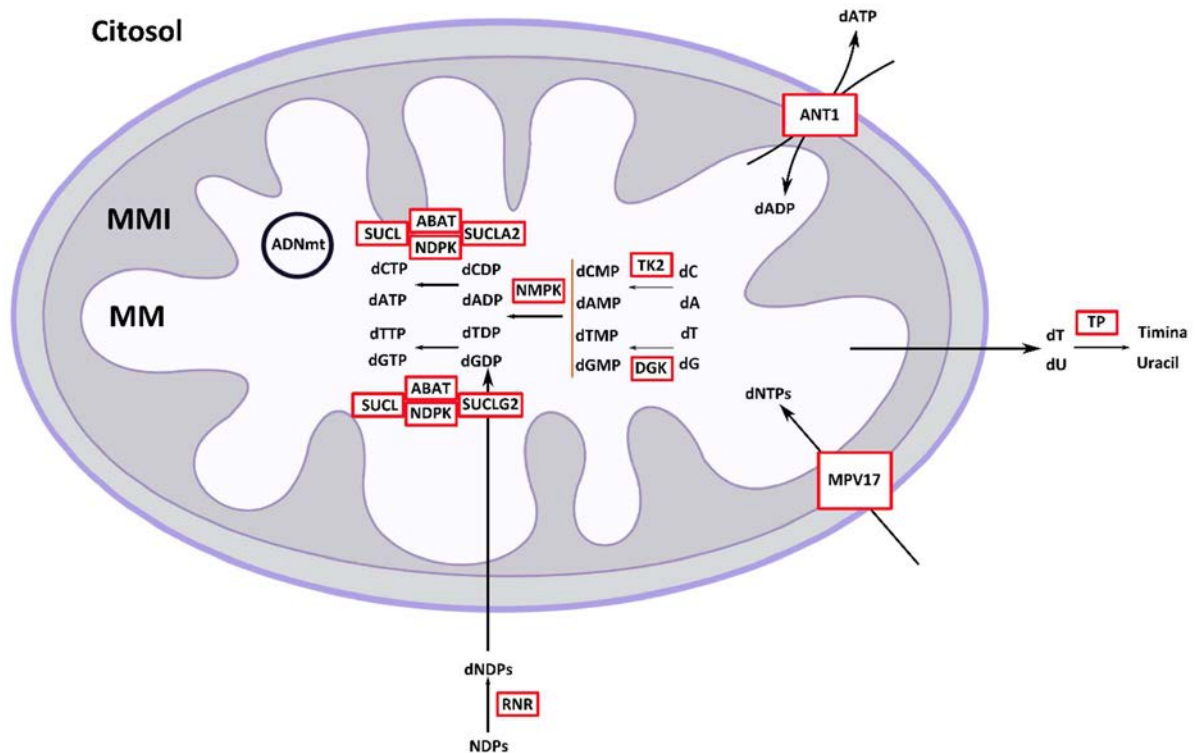 Citosol
dATP
ANT1
dADP
MMI
MM
ADNmt
ABAT
SUCL
SUCLA2
NDPK
dCTP
dCDP
dATP
dADP
dTTP
dTDP
dGTP
dGDP
NMPK
dCMP
TK2
dC
dAMP
dA
dTMP
dT
dGMP
DGK
dG
ABAT
SUCL
SUCLG2
NDPK
dT
TP
Timina
dU
Uracil
dNTPs
MPV17
dNDPs
RNR
NDPs